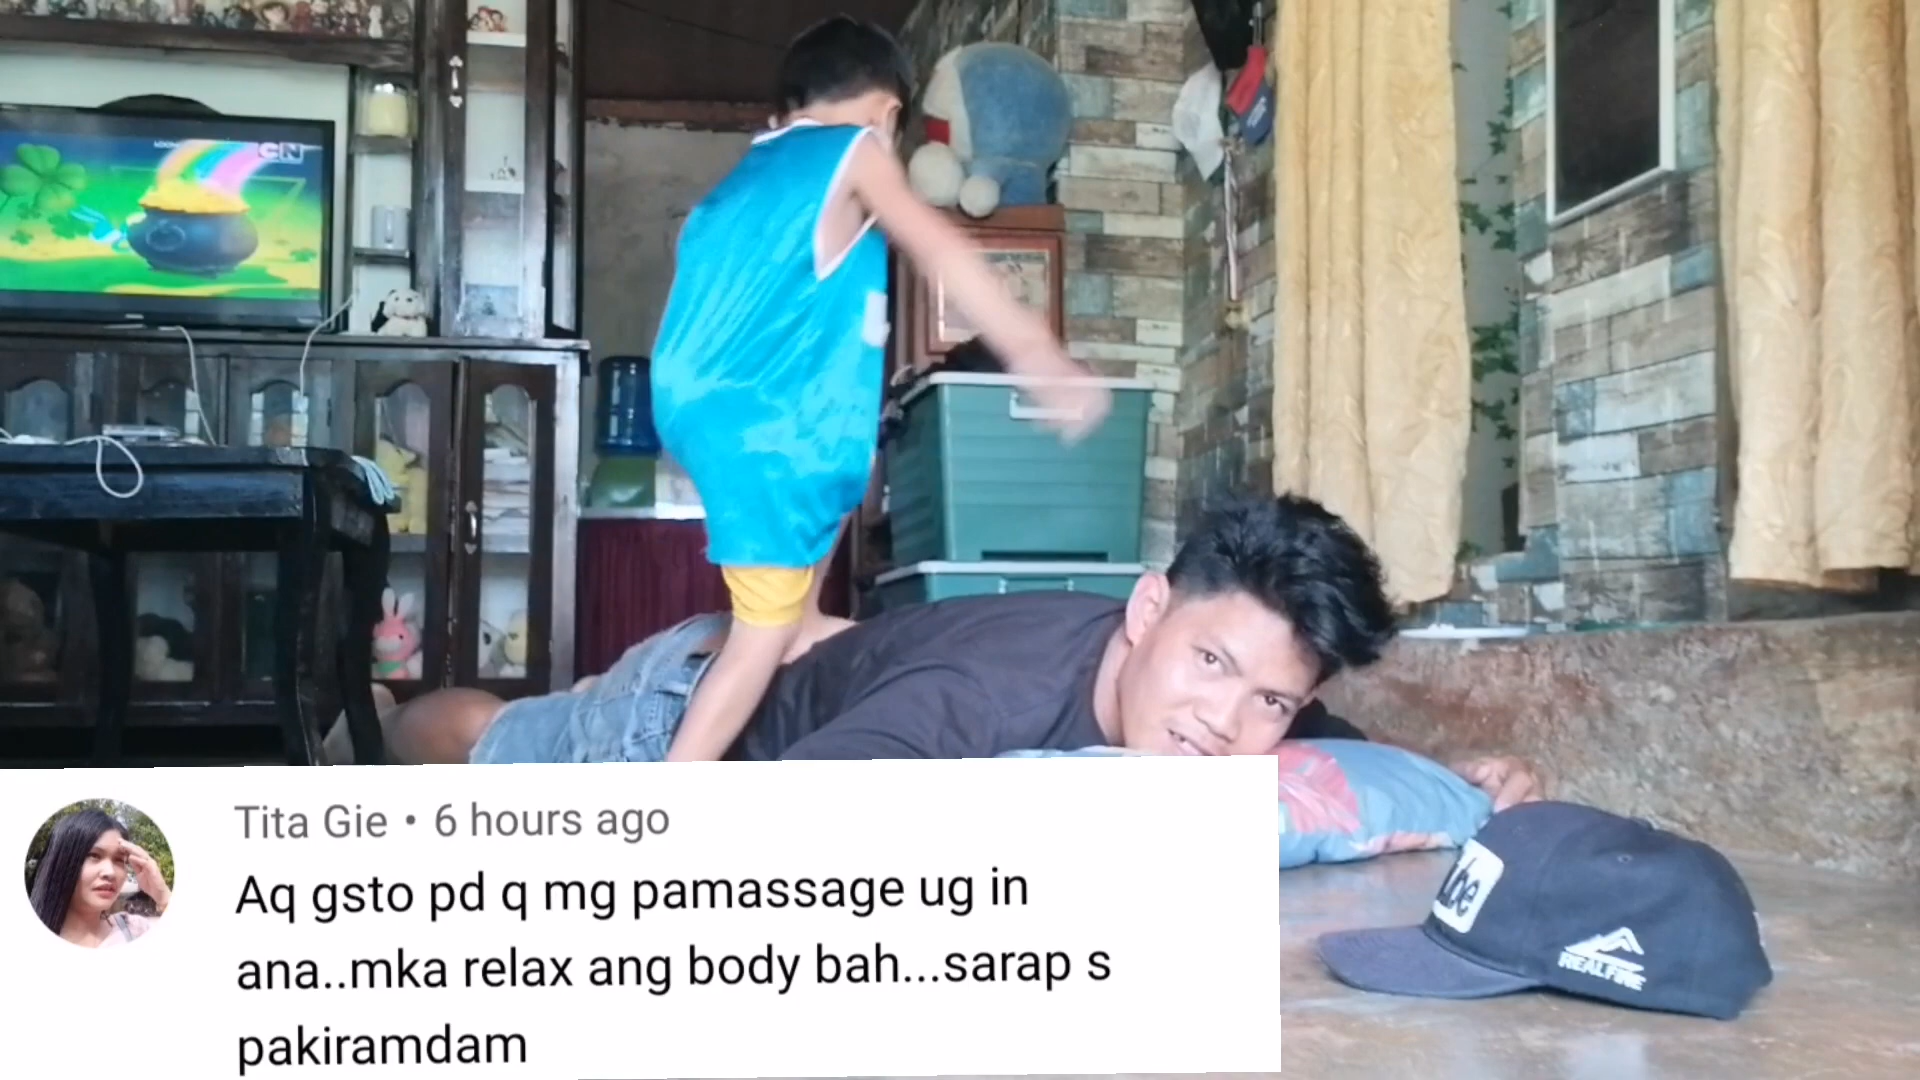 CN
Tita Gie • 6 hours ago
Aq gsto pd q mg pamassage ug in
ana..mka relax ang body bah...sarap s
pakiramdam
REALFINE